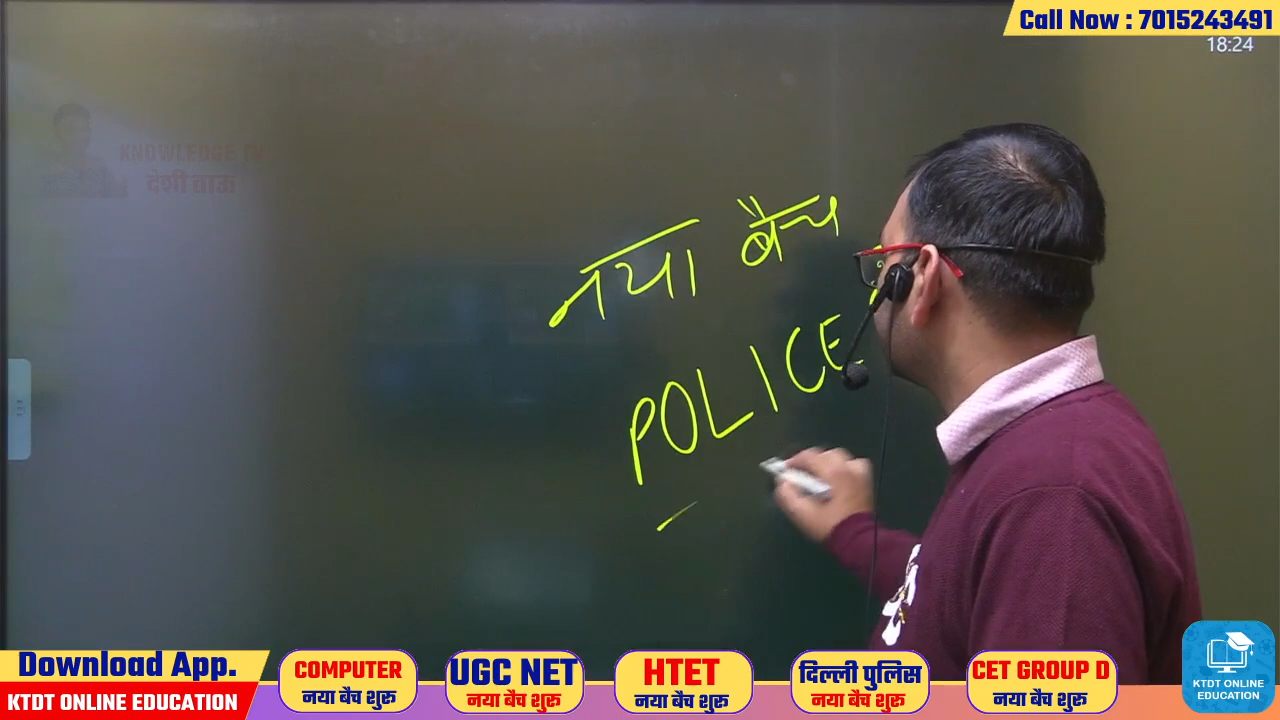 Call Now : 7015243491
18:24
KNOWLEDGE
देशी ताऊ
नया बैच
POLICE
Download App.
KTDT ONLINE EDUCATION
COMPUTER
नया बैच शुरू
UGC NET
नया बैच शुरू
HTET
नया बैच शुरू
दिल्ली पुलिस
नया बैच शुरू
CET GROUP D
नया बैच शुरू
KTDT ONLINE
EDUCATION